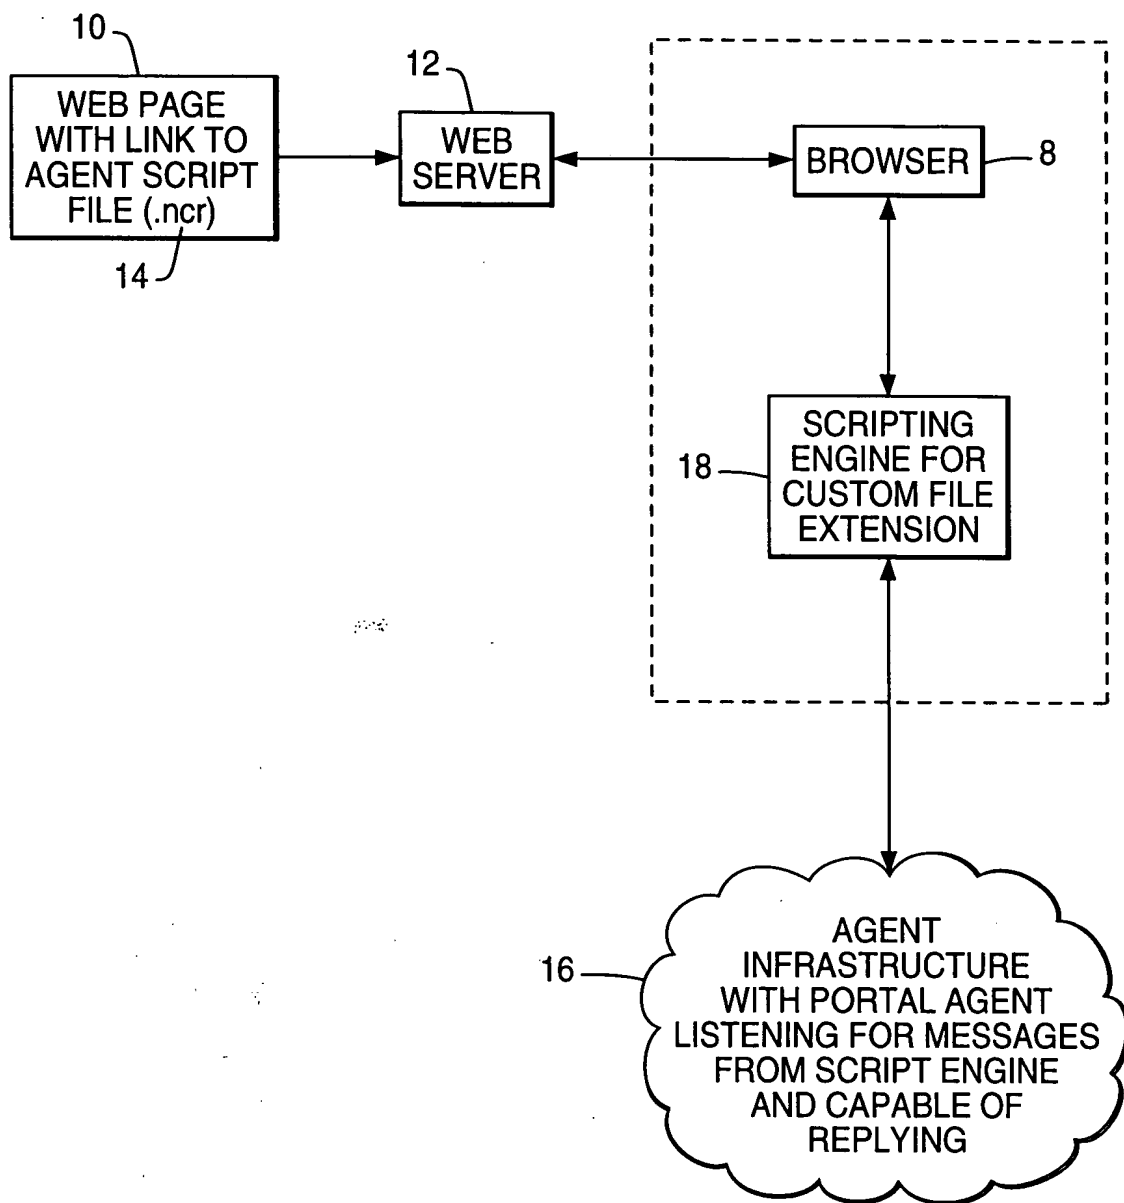 10
WEB PAGE
WITH LINK TO
AGENT SCRIPT
FILE (.ncr)
14
12
WEB
SERVER
BROWSER
8
18
SCRIPTING
ENGINE FOR
CUSTOM FILE
EXTENSION
16
AGENT
INFRASTRUCTURE
WITH PORTAL AGENT
LISTENING FOR MESSAGES
FROM SCRIPT ENGINE
AND CAPABLE OF
REPLYING